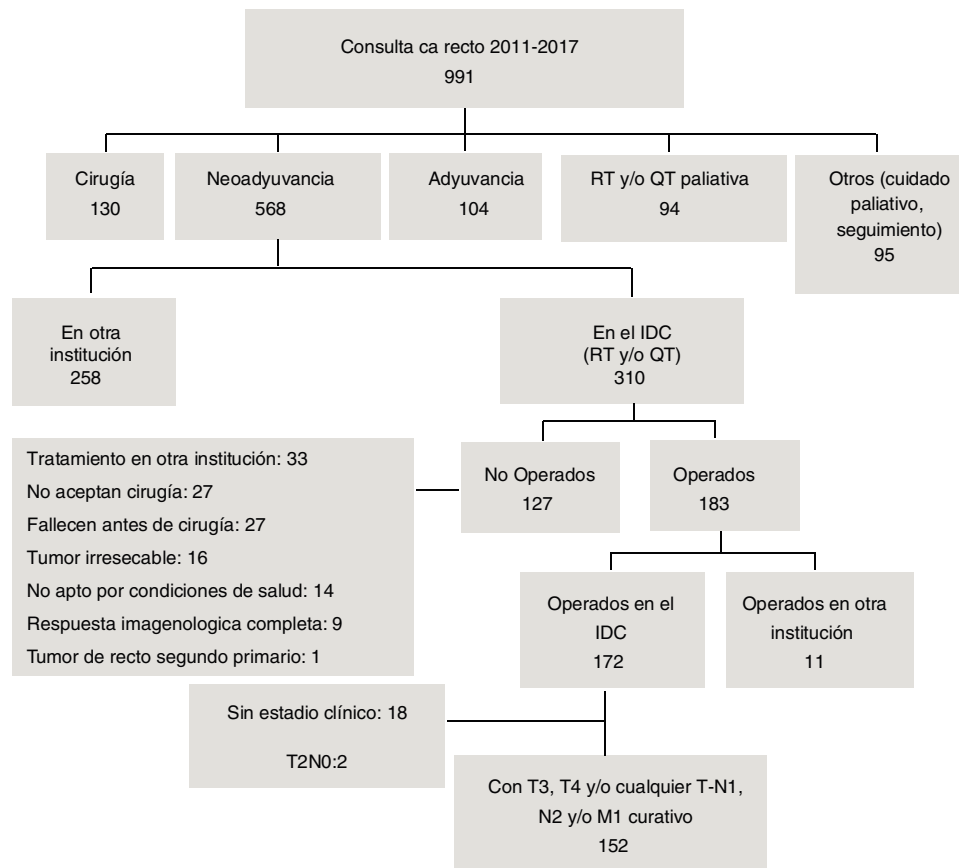 Consulta ca recto 2011-2017
991
Cirugía
130
Neoadyuvancia
568
Adyuvancia
104
RT y/o QT paliativa
94
Otros (cuidado
paliativo,
seguimiento)
95
En otra
institución
258
En el IDC
(RT y/o QT)
310
Tratamiento en otra institución: 33
No aceptan cirugía: 27
Fallecen antes de cirugía: 27
Tumor irresecable: 16
No apto por condiciones de salud: 14
Respuesta imagenologica completa: 9
Tumor de recto segundo primario: 1
No Operados
127
Operados
183
Operados en el
IDC
172
Operados en otra
institución
11
Sin estadio clínico: 18
T2N0:2
Con T3, T4 y/o cualquier T-N1,
N2 y/o M1 curativo
152